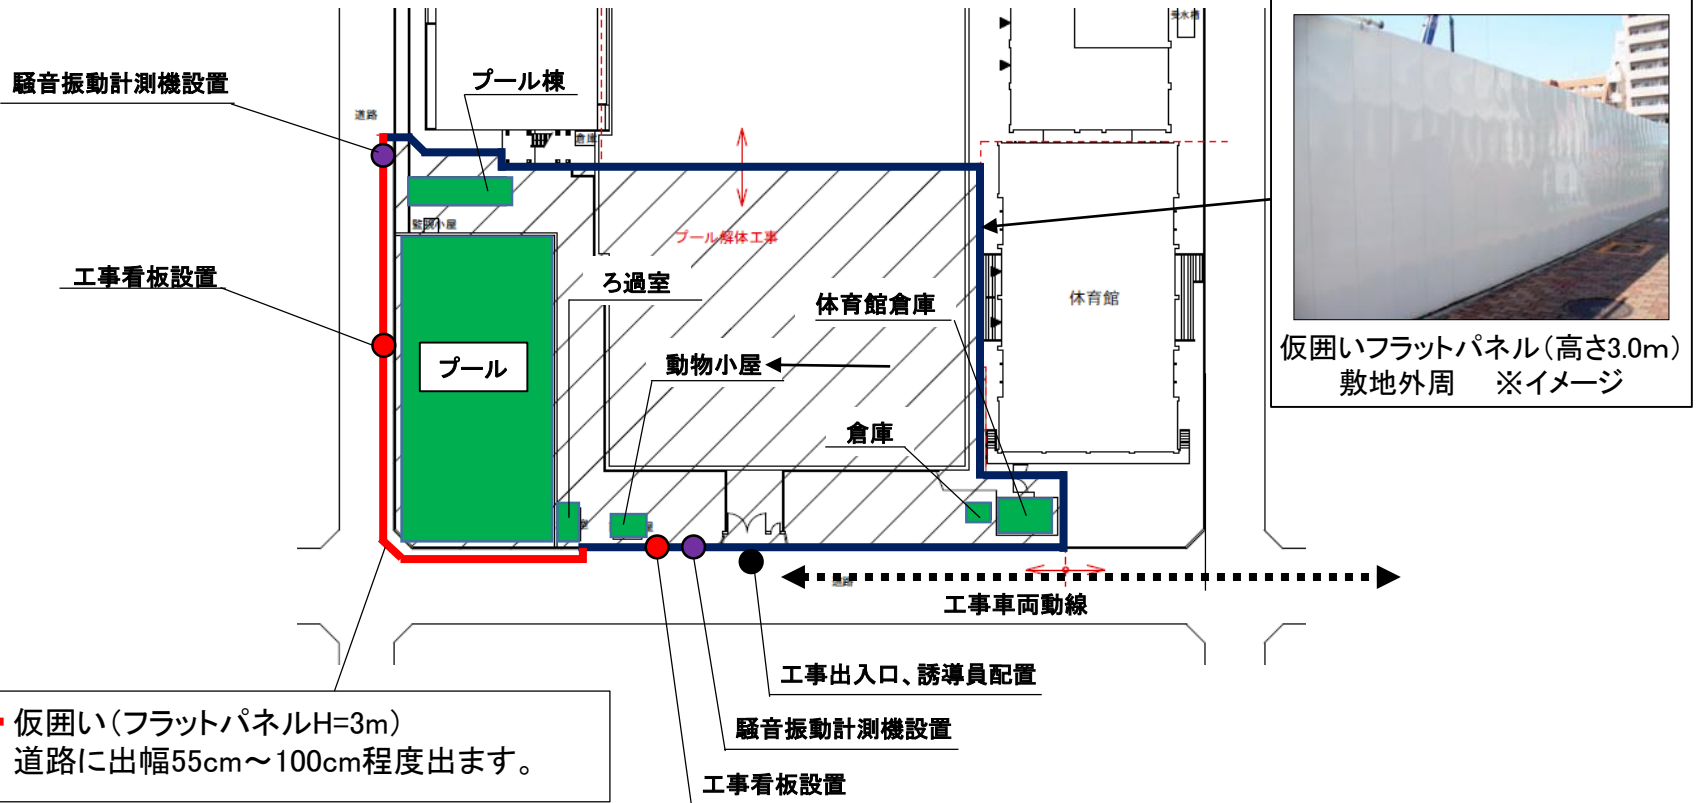 受水槽
騒音振動計測機設置
プール棟
道路
倉庫
監視小屋
プール解体工事
工事看板設置
ろ過室
体育館倉庫
体育館
仮囲いフラットパネル（高さ3.0m）
敷地外周　※イメージ
プール
動物小屋
倉庫
道路
工事車両動線
工事出入口、誘導員配置
仮囲い（フラットパネルH=3m）
道路に出幅55cm～100cm程度出ます。
騒音振動計測機設置
工事看板設置